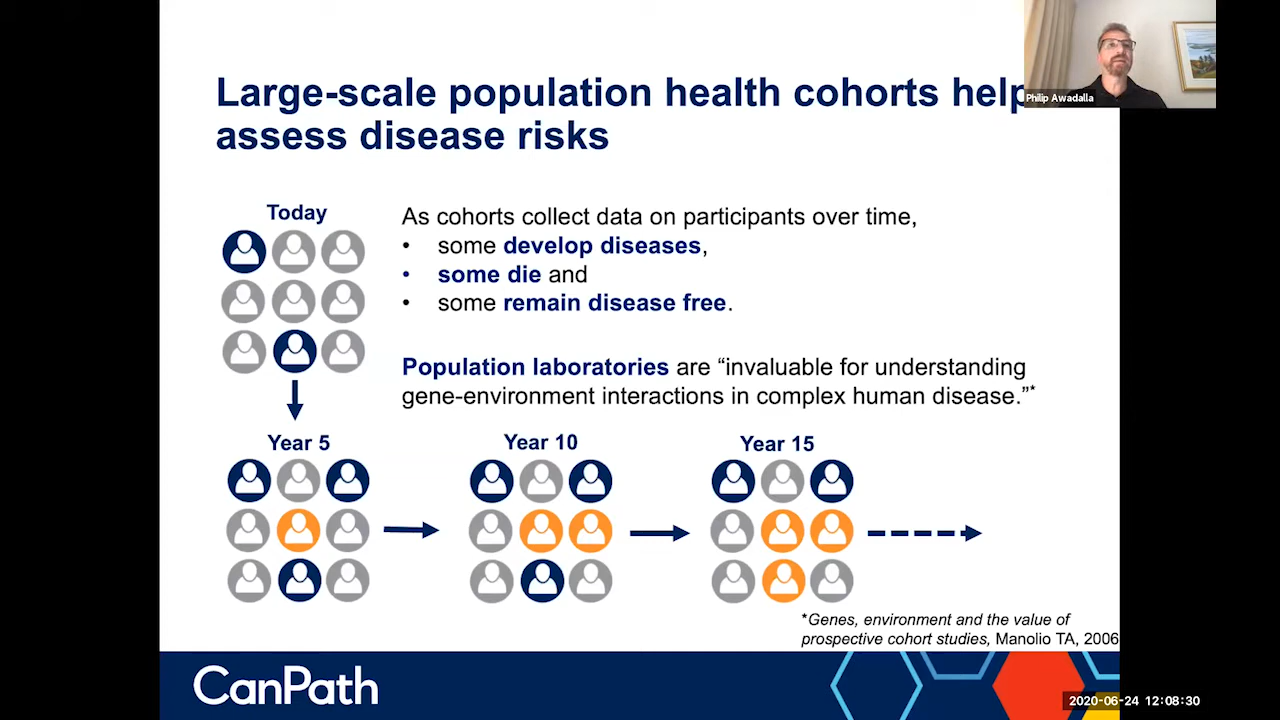 Large-scale population health cohorts help
assess disease risks
Philip Awadalla
Today
As cohorts collect data on participants over time,
• some develop diseases,
• some die and
• some remain disease free.
Population laboratories are “invaluable for understanding
gene-environment interactions in complex human disease.”*
Year 5
Year 10
Year 15
*Genes, environment and the value of
prospective cohort studies, Manolio TA, 2006
CanPath
2020-06-24 12:08:30